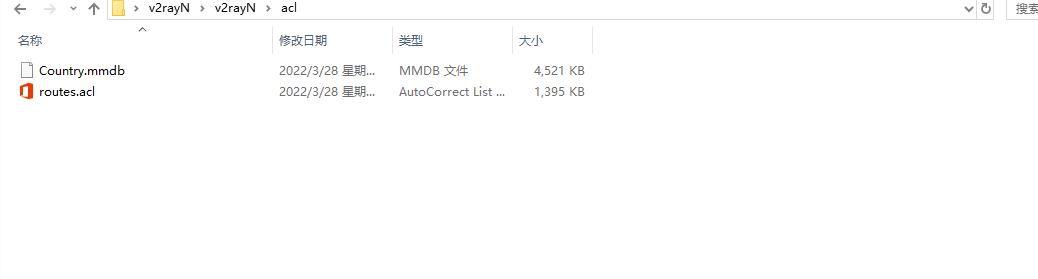 v2rayN > v2rayN > acl 搜索
名称 修改日期 类型 大小
Country.mmdb 2022/3/28 星期... MMDB 文件 4,521 KB
routes.acl 2022/3/28 星期... AutoCorrect List ... 1,395 KB